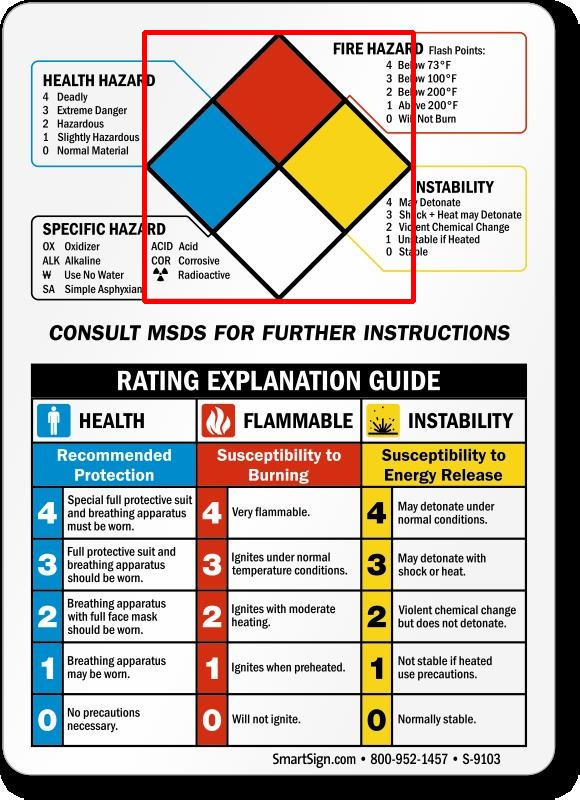 HEALTH HAZARD
4 Deadly
3 Extreme Danger
2 Hazardous
1 Slightly Hazardous
0 Normal Material
FIRE HAZARD Flash Points:
4 Below 73°F
3 Below 100°F
2 Below 200°F
1 Above 200°F
0 Will Not Burn
INSTABILITY
4 May Detonate
3 Shock + Heat may Detonate
2 Violent Chemical Change
1 Unstable if Heated
0 Stable
SPECIFIC HAZARD
OX Oxidizer ACID Acid
ALK Alkaline COR Corrosive
W Use No Water Radioactive
SA Simple Asphyxiant
CONSULT MSDS FOR FURTHER INSTRUCTIONS
RATING EXPLANATION GUIDE
HEALTH FLAMMABLE INSTABILITY
Recommended Susceptibility to Susceptibility to
Protection Burning Energy Release
4 Special full protective suit
and breathing apparatus
must be worn.
4 Very flammable.
4 May detonate under
normal conditions.
3 Full protective suit and
breathing apparatus
should be worn.
3 Ignites under normal
temperature conditions.
3 May detonate with
shock or heat.
2 Breathing apparatus
with full face mask
should be worn.
2 Ignites with moderate
heating.
2 Violent chemical change
but does not detonate.
1 Breathing apparatus
may be worn.
1 Ignites when preheated.
1 Not stable if heated
use precautions.
0 No precautions
necessary.
0 Will not ignite.
0 Normally stable.
SmartSign.com • 800-952-1457 • S-9103